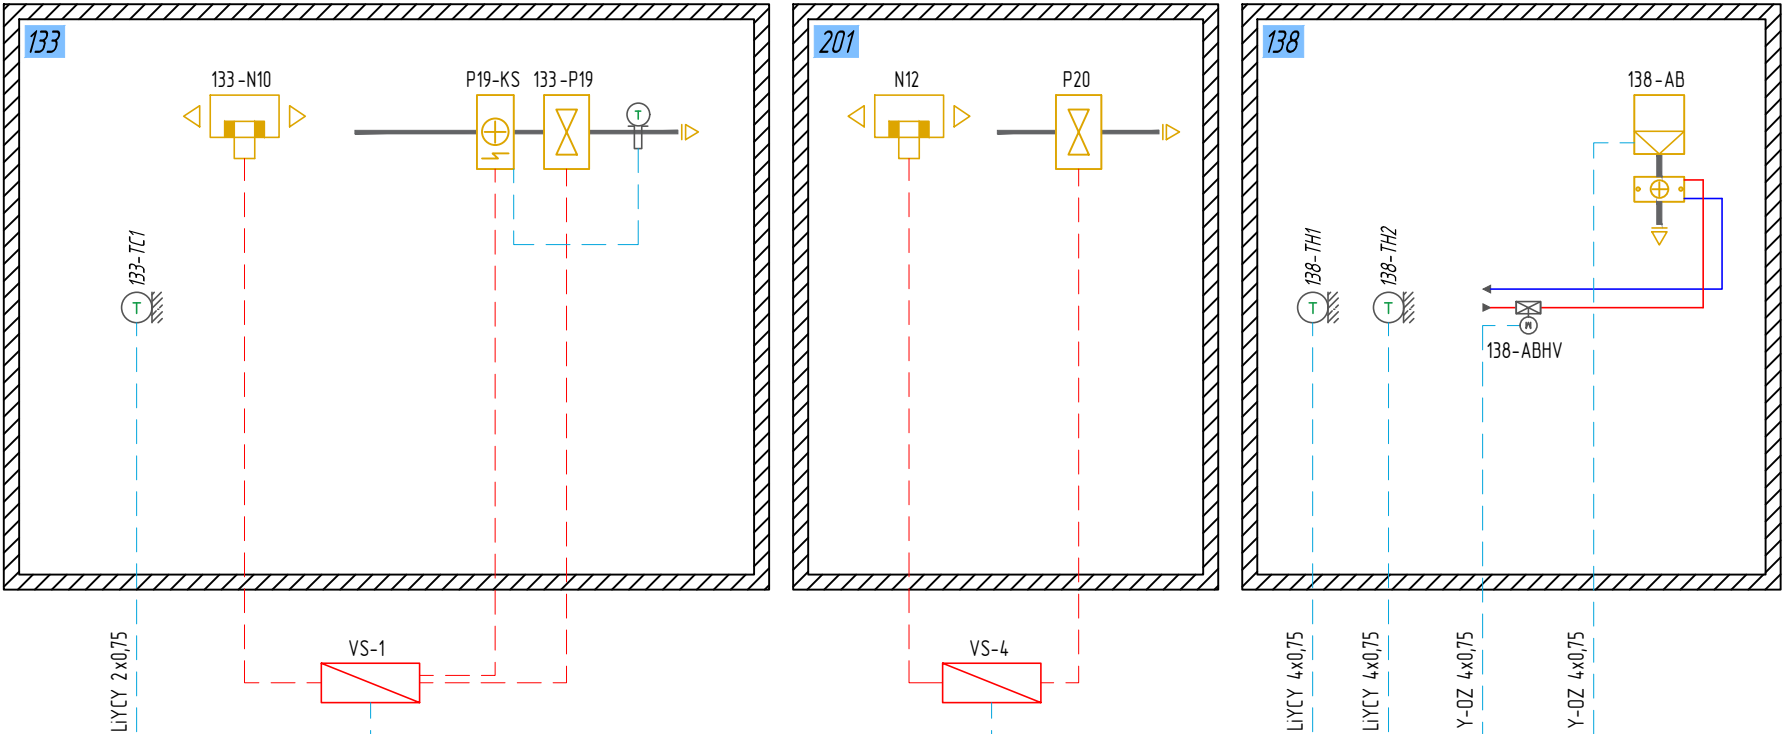 133
201
138
133-N10
P19-KS
133-P19
N12
P20
138-AB
T
133-TC1
138-TH1
138-TH2
T
T
T
M
138-ABHV
VS-1
VS-4
LiYCY 2x0,75
LiYCY 4x0,75
LiYCY 4x0,75
Y-OZ 4x0,75
Y-OZ 4x0,75